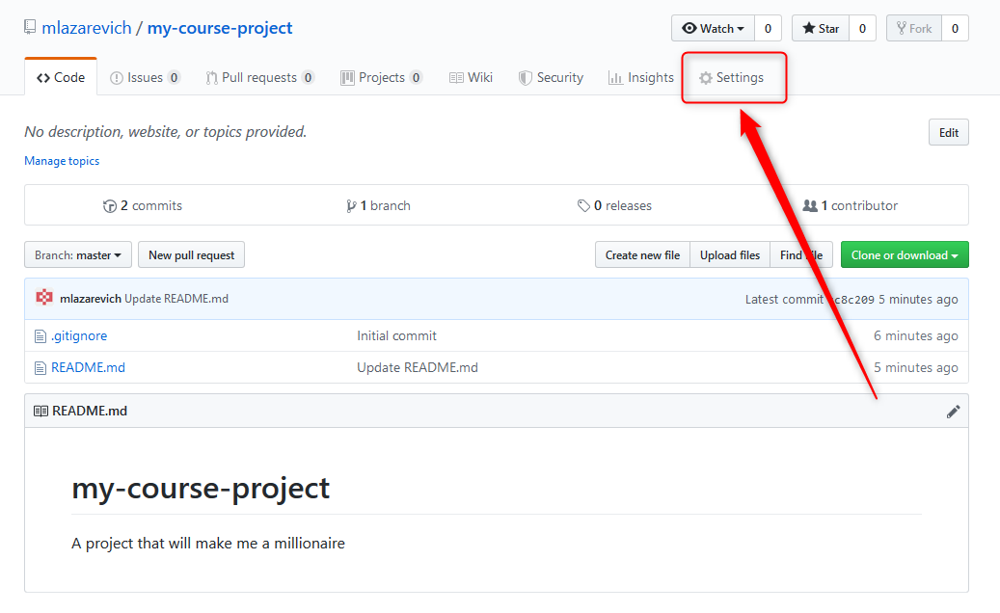 mlazarevich / my-course-project
Watch 0 Star 0 Fork 0
Code Issues 0 Pull requests 0 Projects 0 Wiki Security Insights Settings
No description, website, or topics provided.
Edit
Manage topics
2 commits 1 branch 0 releases 1 contributor
Branch: master New pull request Create new file Upload files Find file Clone or download
mlazarevich Update README.md Latest commit c8c209 5 minutes ago
.gitignore Initial commit 6 minutes ago
README.md Update README.md 5 minutes ago
README.md
my-course-project
A project that will make me a millionaire